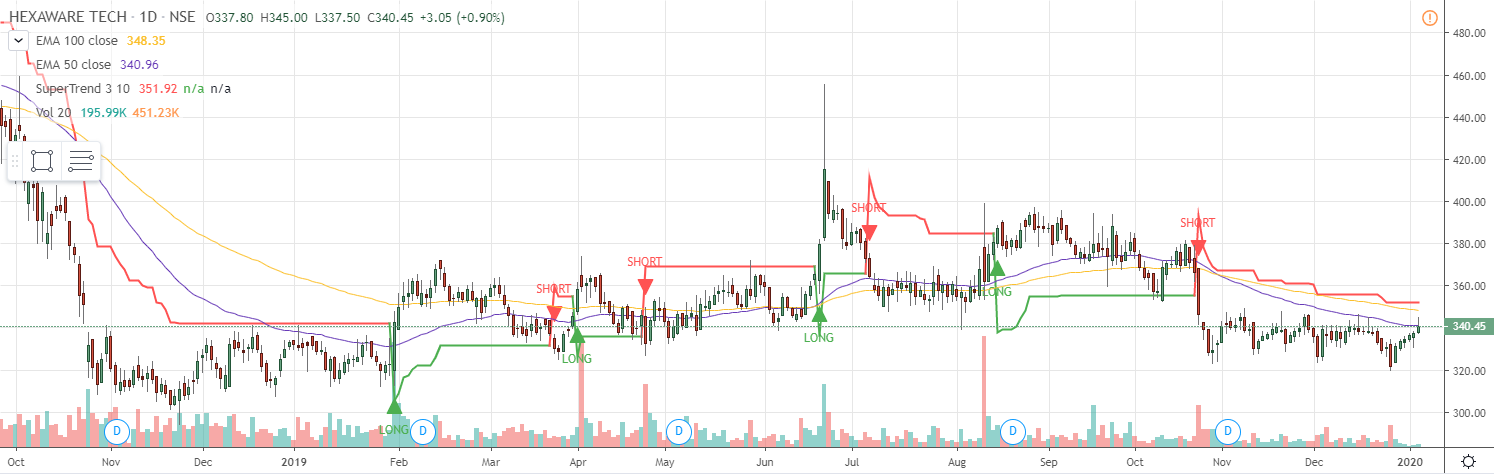 HEXAWARE TECH - 1D - NSE O337.80 H345.00 L337.50 C340.45 +3.05 (+0.90%)
EMA 100 close 348.35
EMA 50 close 340.96
SuperTrend 3 10 351.92 n/a n/a
Vol 20 195.99K 451.23K
480.00
460.00
440.00
420.00
400.00
380.00
360.00
340.45
320.00
300.00
SHORT
SHORT
SHORT
SHORT
LONG
LONG
LONG
LONG
D
D
D
D
D
Oct Nov Dec 2019 Feb Mar Apr May Jun Jul Aug Sep Oct Nov Dec 2020